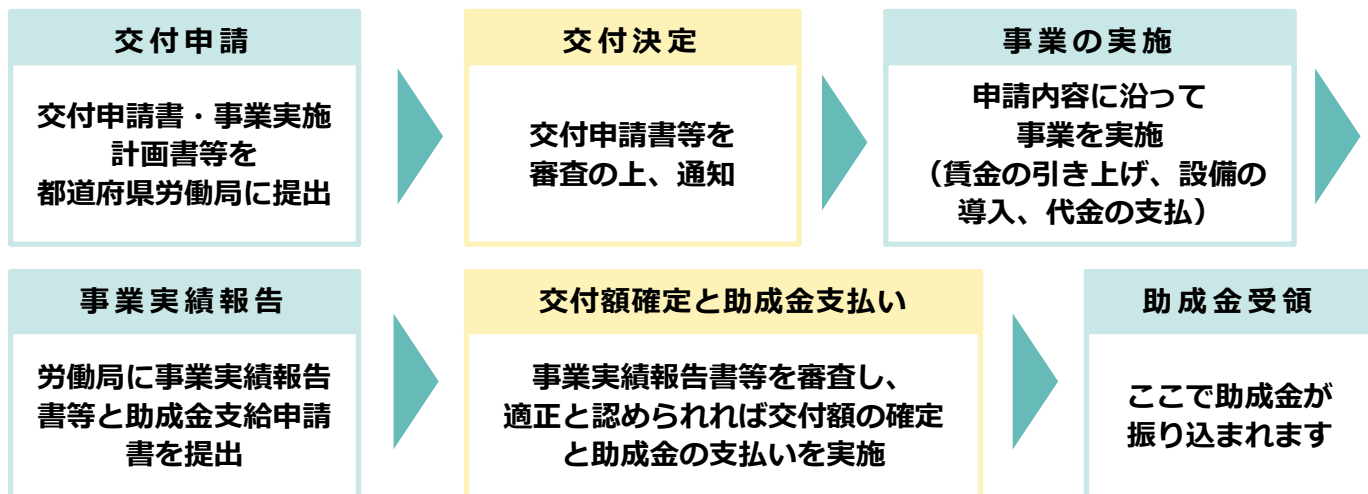 交付申請
交付申請書・事業実施
計画書等を
都道府県労働局に提出
交付決定
交付申請書等を
審査の上、通知
事業の実施
申請内容に沿って
事業を実施
（賃金の引き上げ、設備の
導入、代金の支払）
事業実績報告
労働局に事業実績報告
書等と助成金支給申請
書を提出
交付額確定と助成金支払い
事業実績報告書等を審査し、
適正と認められれば交付額の確定
と助成金の支払いを実施
助成金受領
ここで助成金が
振り込まれます